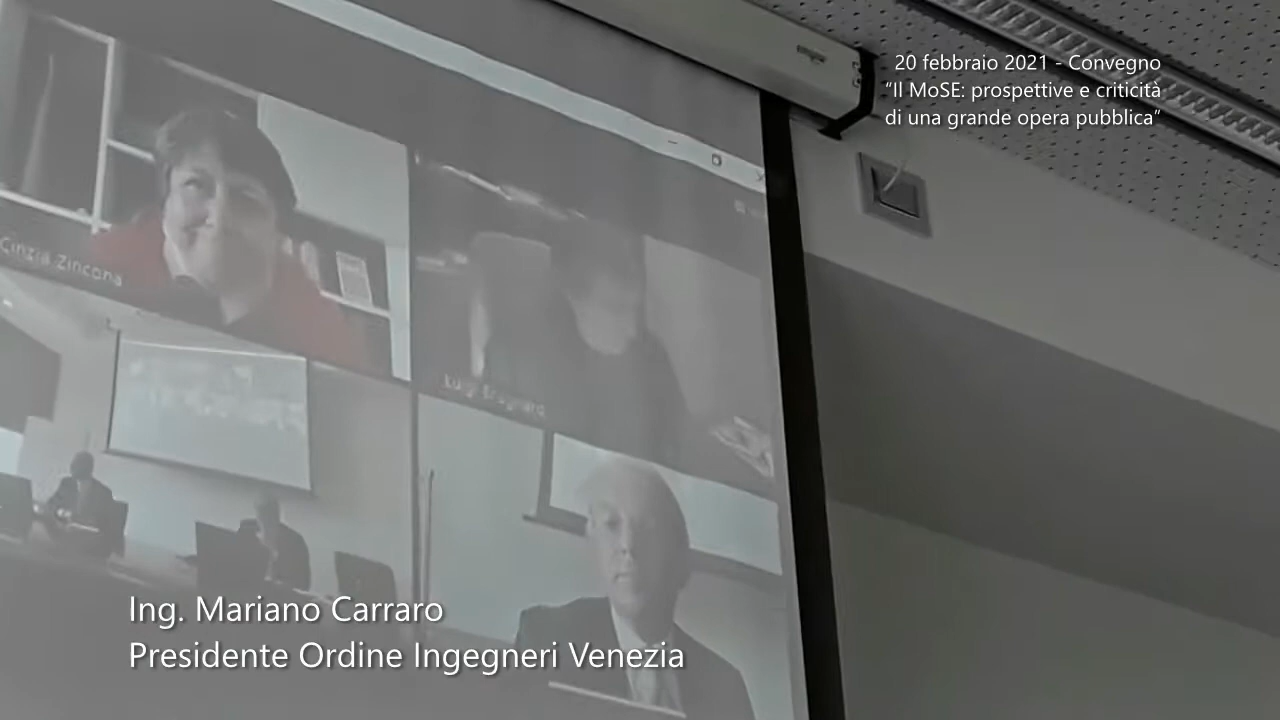 20 febbraio 2021 - Convegno
“Il MoSE: prospettive e criticità
di una grande opera pubblica”
Cinzia Zincone
Luigi
Ing. Mariano Carraro
Presidente Ordine Ingegneri Venezia